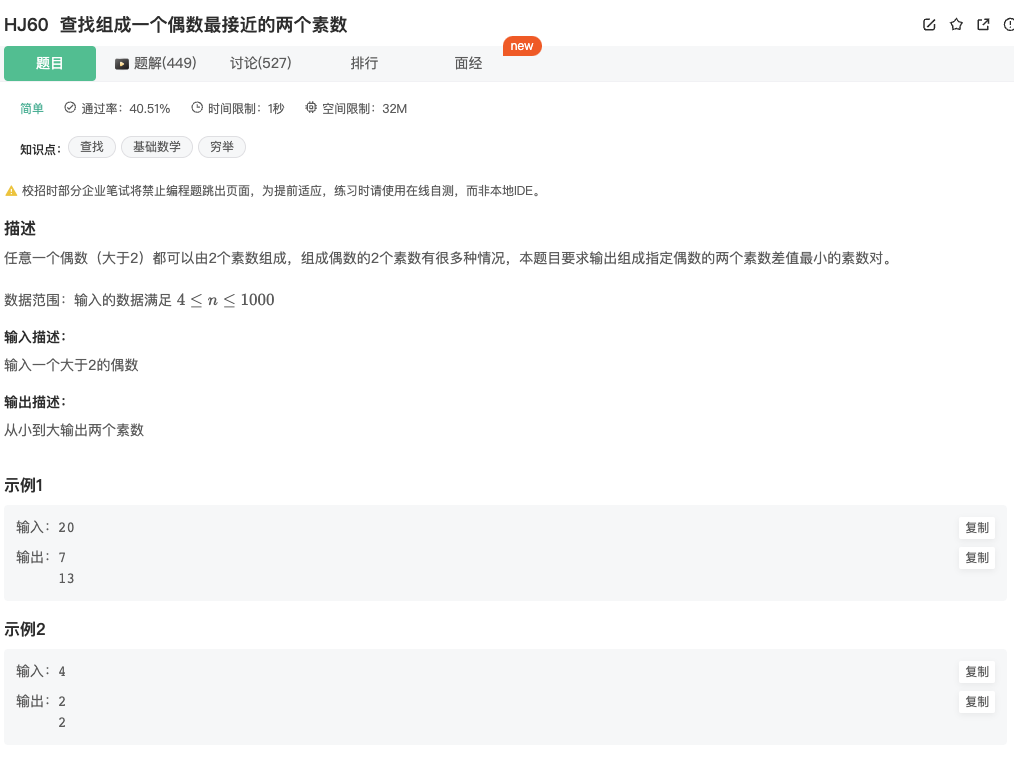 HJ60 查找组成一个偶数最接近的两个素数
new
题目 题解(449) 讨论(527) 排行 面经
简单 通过率：40.51% 时间限制：1秒 空间限制：32M
知识点： 查找 基础数学 穷举
校招时部分企业笔试将禁止编程题跳出页面，为提前适应，练习时请使用在线自测，而非本地IDE。
描述
任意一个偶数（大于2）都可以由2个素数组成，组成偶数的2个素数有很多种情况，本题目要求输出组成指定偶数的两个素数差值最小的素数对。
数据范围：输入的数据满足 4 ≤ n ≤ 1000
输入描述：
输入一个大于2的偶数
输出描述：
从小到大输出两个素数
示例1
输入：20 复制
输出：7 复制
13
示例2
输入：4 复制
输出：2 复制
2